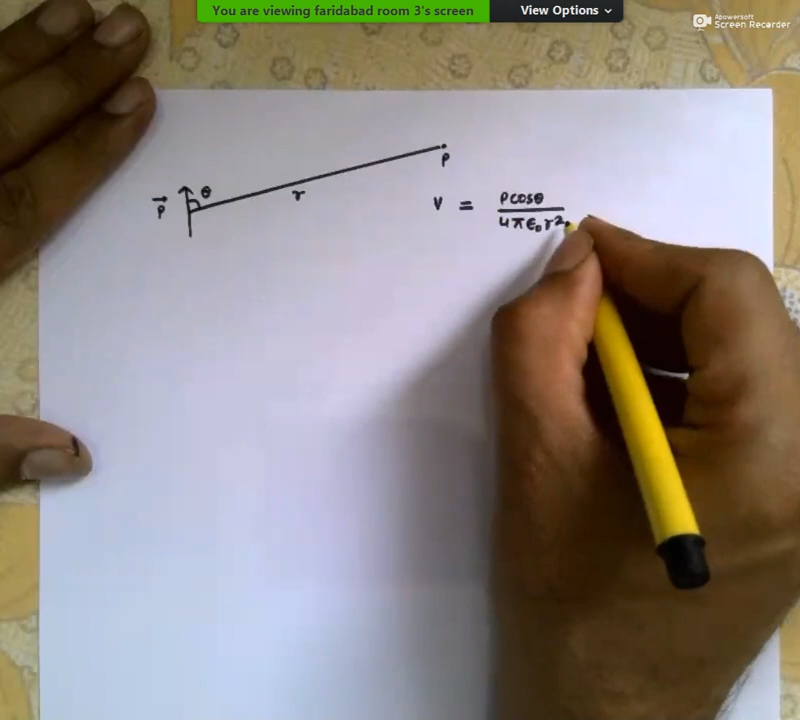 You are viewing faridabad room 3's screen
View Options
Apowersoft
Screen Recorder
P⃗
θ
r
P
V = PCOSθ / 4πϵ₀r²